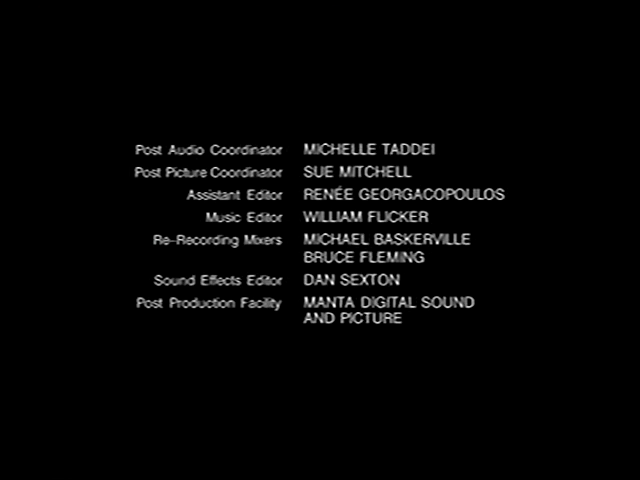 Post Audio Coordinator MICHELLE TADDEI
Post Picture Coordinator SUE MITCHELL
Assistant Editor RENÉE GEORGACOPOULOS
Music Editor WILLIAM FLICKER
Re-Recording Mixers MICHAEL BASKERVILLE
BRUCE FLEMING
Sound Effects Editor DAN SEXTON
Post Production Facility MANTA DIGITAL SOUND
AND PICTURE